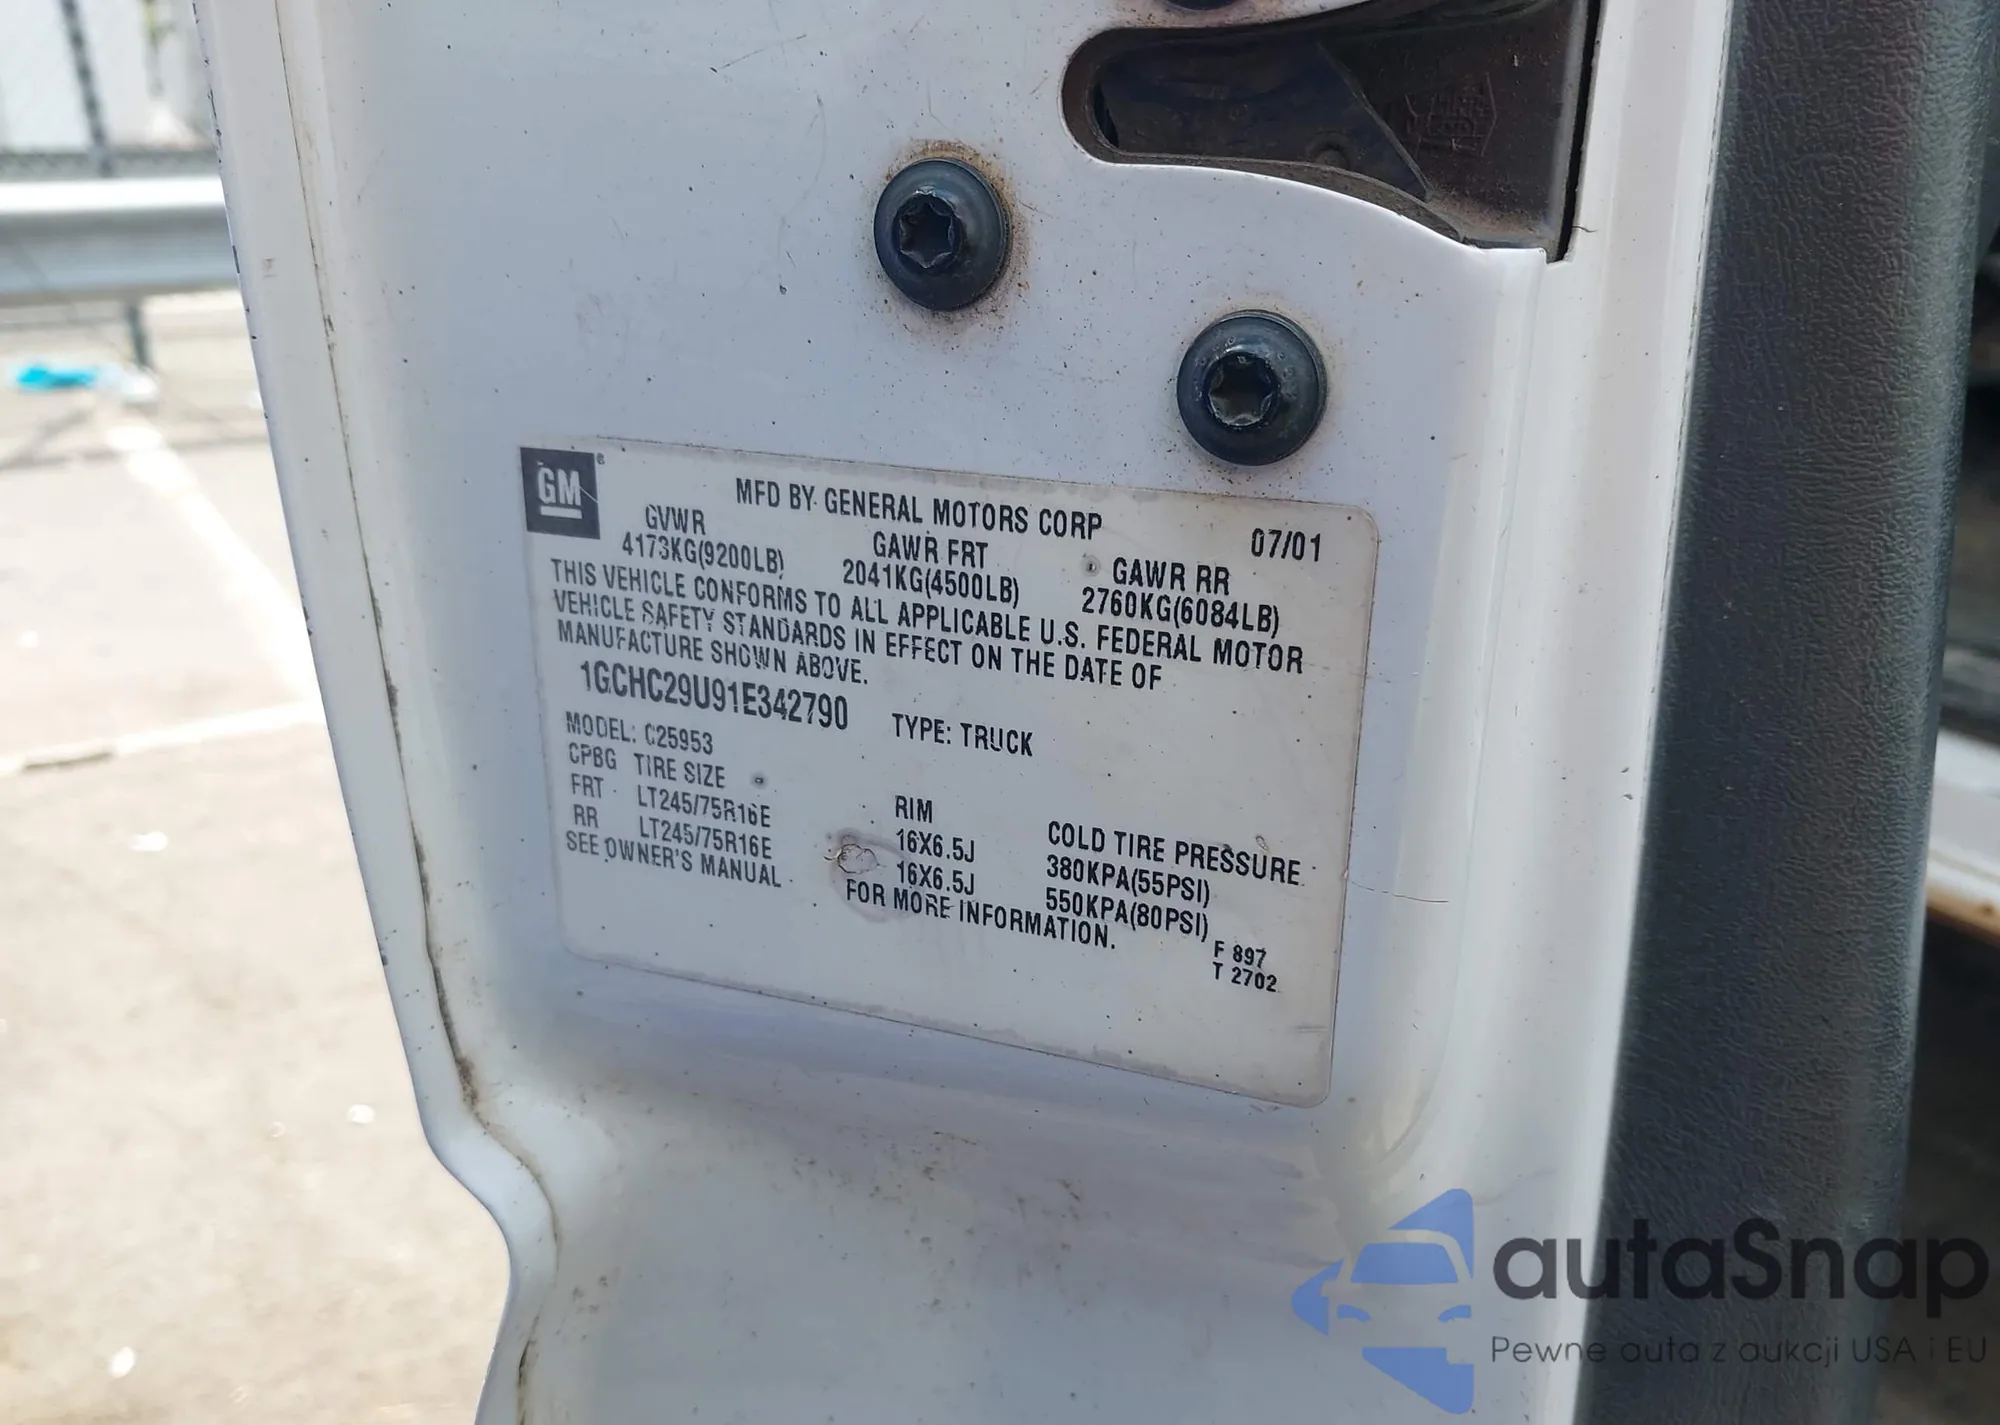 GM
MFD BY GENERAL MOTORS CORP 07/01
GVWR GAWR FRT GAWR RR
4173KG(9200LB) 2041KG(4500LB) 2760KG(6084LB)
THIS VEHICLE CONFORMS TO ALL APPLICABLE U.S. FEDERAL MOTOR
VEHICLE SAFETY STANDARDS IN EFFECT ON THE DATE OF
MANUFACTURE SHOWN ABOVE.
1GCHC29U91E342790 TYPE: TRUCK
MODEL: C25953
CPBG TIRE SIZE RIM COLD TIRE PRESSURE
FRT LT245/75R16E 16X6.5J 380KPA(55PSI)
RR LT245/75R16E 16X6.5J 550KPA(80PSI)
SEE OWNER'S MANUAL FOR MORE INFORMATION.
F 897
T 2702
autaSnap
Pewne auta z aukcji USA i EU